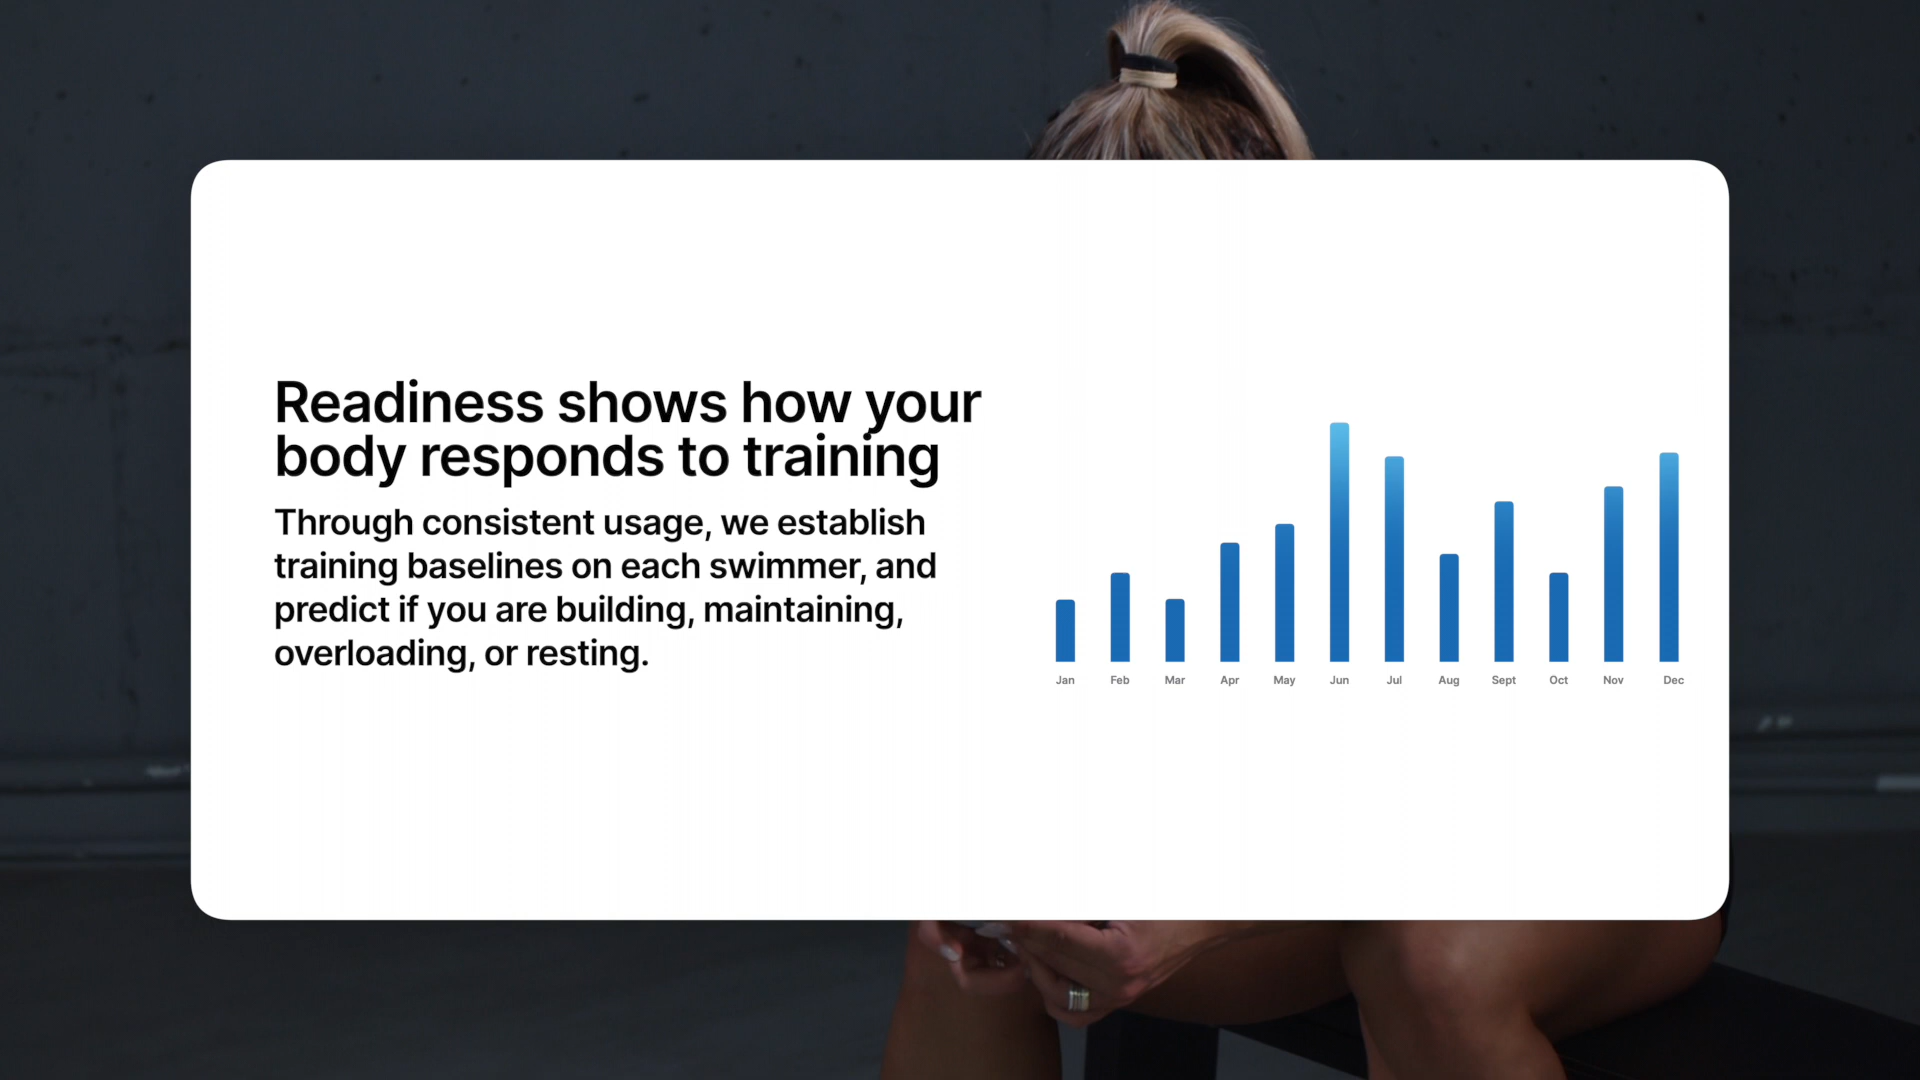 Readiness shows how your
body responds to training
Through consistent usage, we establish
training baselines on each swimmer, and
predict if you are building, maintaining,
overloading, or resting.
Jan Feb Mar Apr May Jun Jul Aug Sept Oct Nov Dec